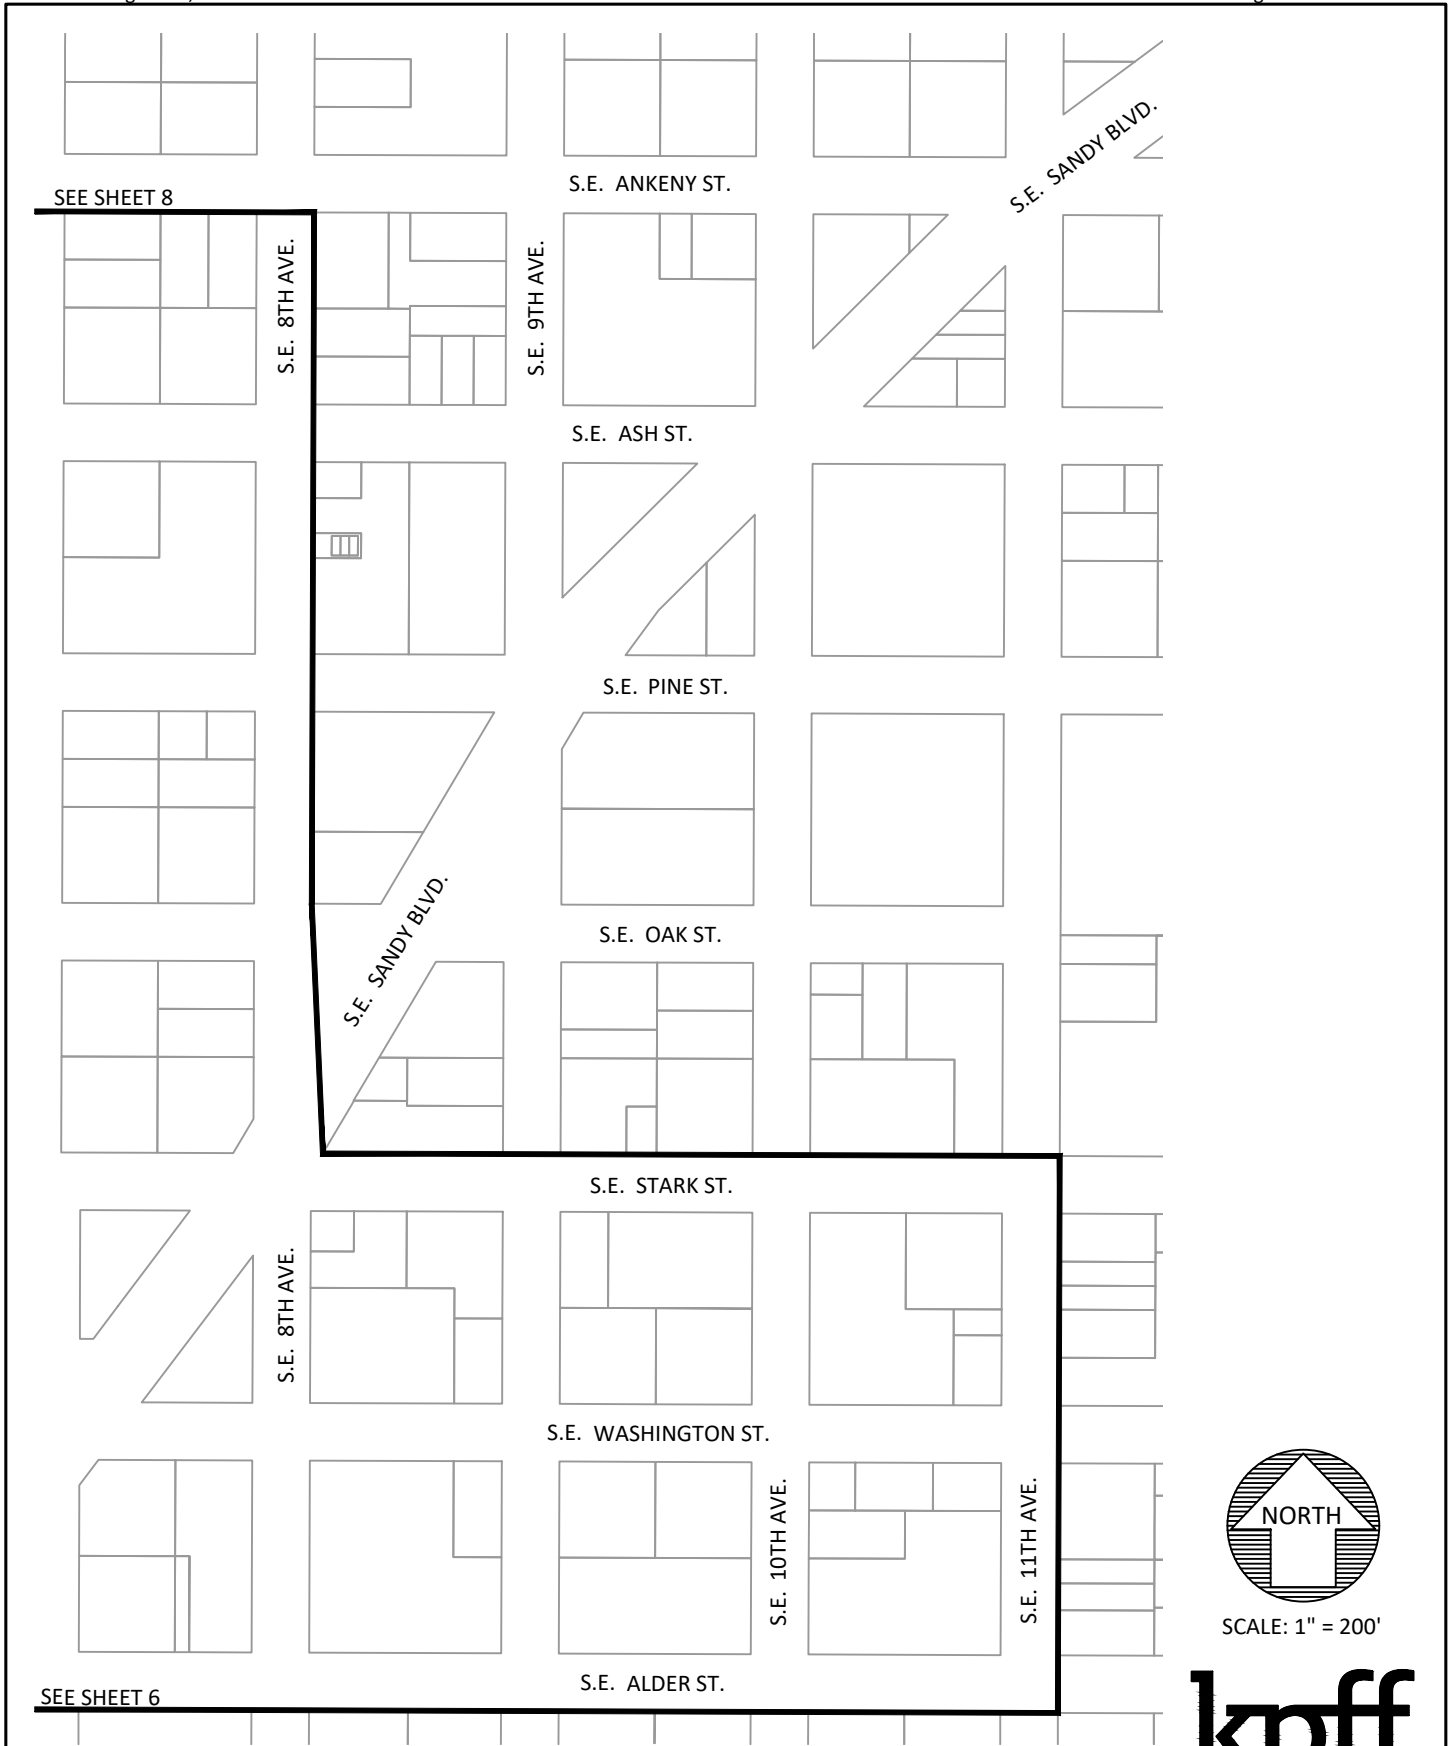 S.E. SANDY BLVD.
S.E. ANKENY ST.
SEE SHEET 8
S.E. 8TH AVE.
S.E. 9TH AVE.
S.E. ASH ST.
S.E. PINE ST.
S.E. SANDY BLVD.
S.E. OAK ST.
S.E. STARK ST.
S.E. 8TH AVE.
S.E. WASHINGTON ST.
S.E. 10TH AVE.
S.E. 11TH AVE.
NORTH
SCALE: 1" = 200'
S.E. ALDER ST.
SEE SHEET 6
kpff